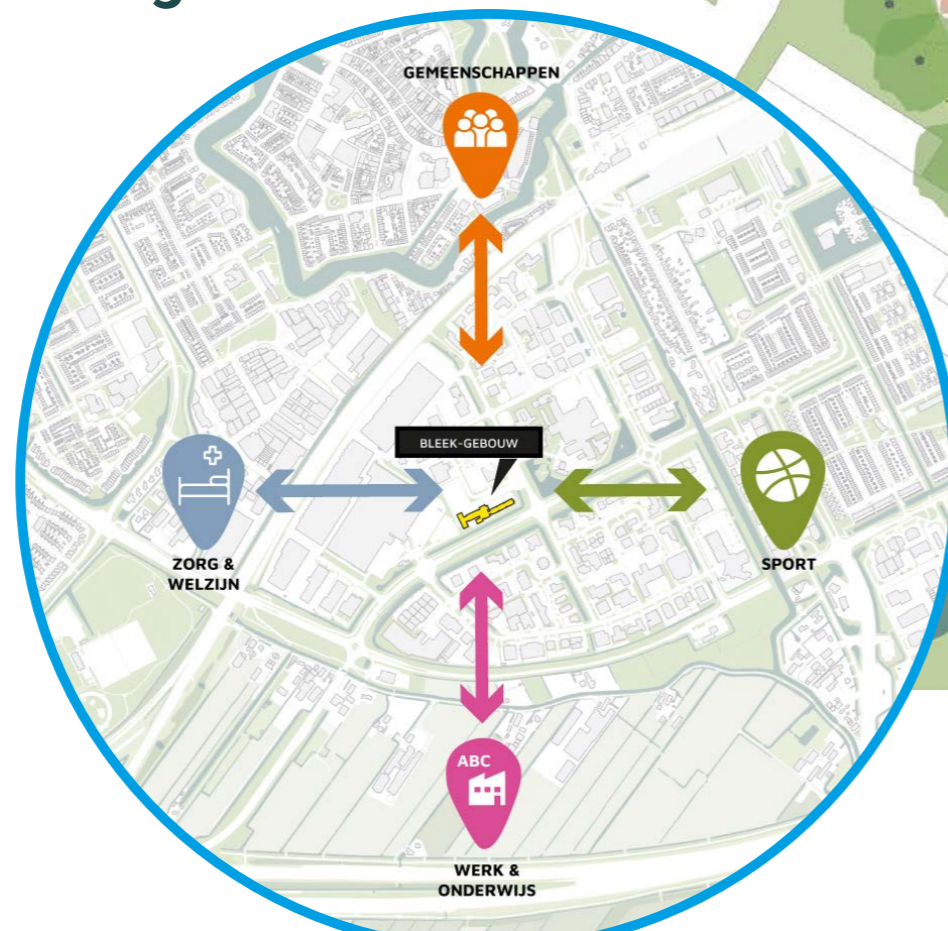 GEMEENSCHAPPEN
BLEEK-GEBOUW
ZORG &
WELZIJN
SPORT
ABC
WERK &
ONDERWIJS